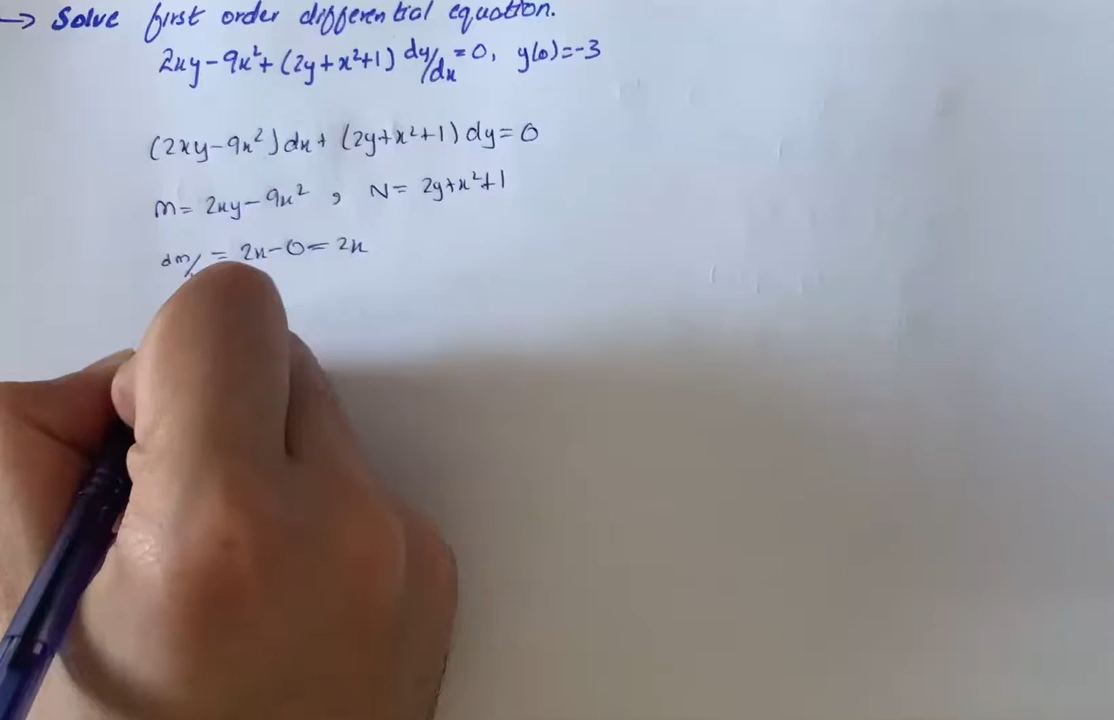 → Solve first order differential equation.
2xy-9x²+(2y+x²+1) dy/dx=0, y(0)=-3
(2xy-9x²)dx+(2y+x²+1)dy=0
M=2xy-9x², N=2y+x²+1
dm/ = 2x-0=2x